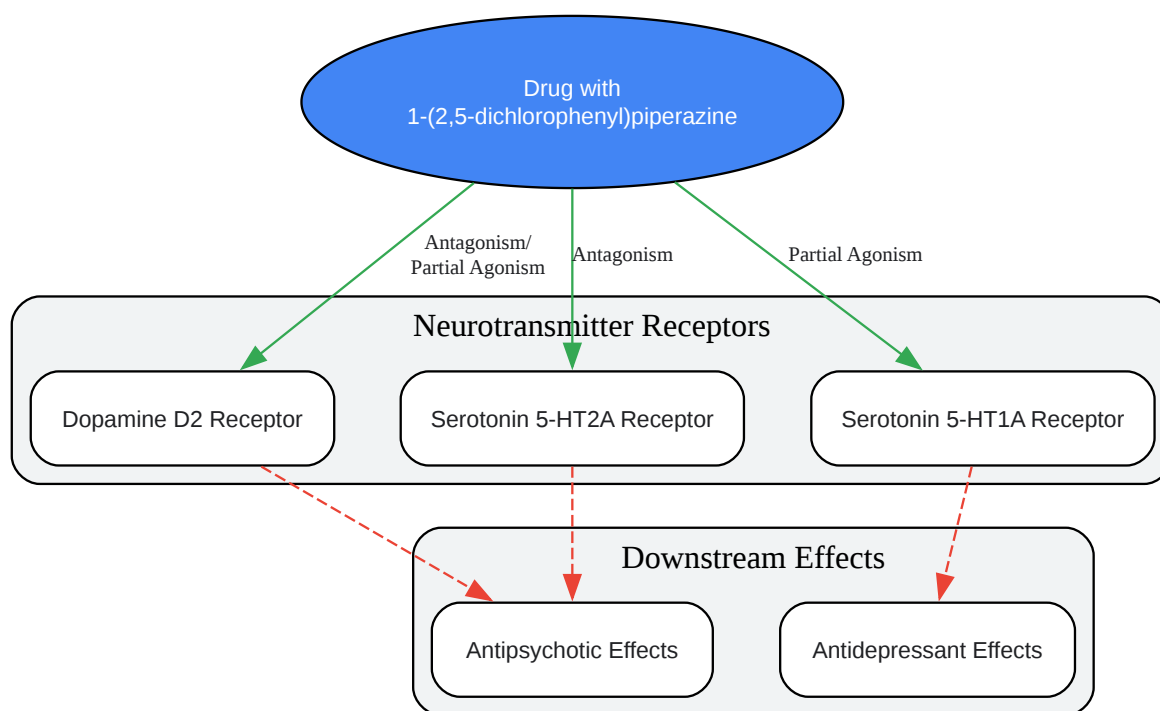 Drug with
1-(2,5-dichlorophenyl)piperazine
Antagonism/
Partial Agonism
Antagonism
Partial Agonism
Neurotransmitter Receptors
Dopamine D2 Receptor
Serotonin 5-HT2A Receptor
Serotonin 5-HT1A Receptor
Downstream Effects
Antipsychotic Effects
Antidepressant Effects